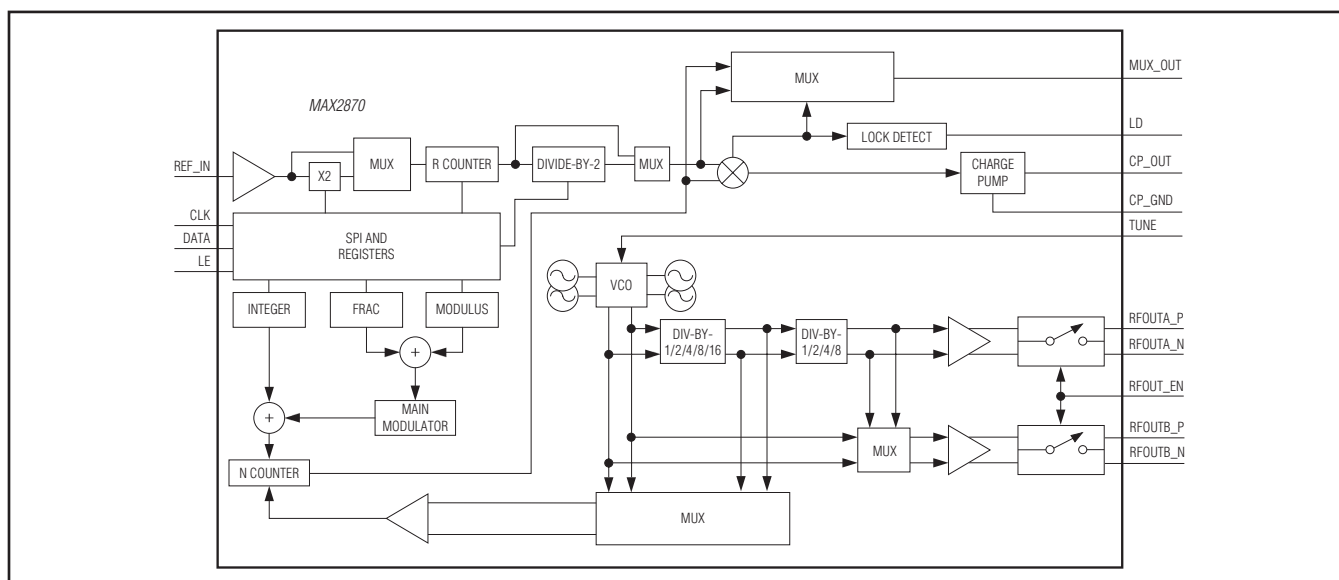 MAX2870
REF_IN
CLK
DATA
LE
X2
MUX
R COUNTER
DIVIDE-BY-2
MUX
MUX
LOCK DETECT
CHARGE
PUMP
MUX_OUT
LD
CP_OUT
CP_GND
TUNE
SPI AND
REGISTERS
INTEGER
FRAC
MODULUS
+
MAIN
MODULATOR
+
N COUNTER
VCO
DIV-BY-
1/2/4/8/16
DIV-BY-
1/2/4/8
MUX
MUX
RFOUTA_P
RFOUTA_N
RFOUT_EN
RFOUTB_P
RFOUTB_N